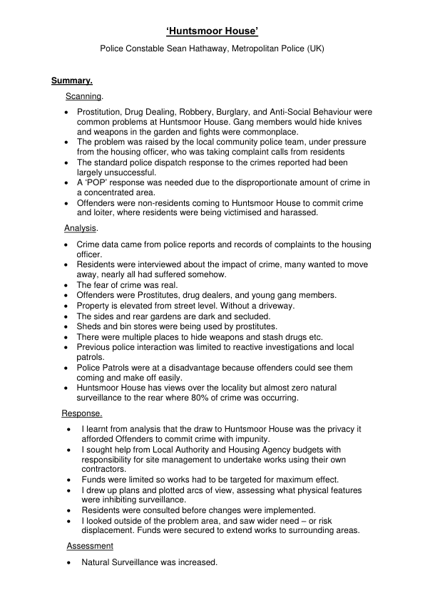 ‘Huntsmoor House’
Police Constable Sean Hathaway, Metropolitan Police (UK)
Summary.
Scanning.
• Prostitution, Drug Dealing, Robbery, Burglary, and Anti-Social Behaviour were
common problems at Huntsmoor House. Gang members would hide knives
and weapons in the garden and fights were commonplace.
• The problem was raised by the local community police team, under pressure
from the housing officer, who was taking complaint calls from residents
• The standard police dispatch response to the crimes reported had been
largely unsuccessful.
• A ‘POP’ response was needed due to the disproportionate amount of crime in
a concentrated area.
• Offenders were non-residents coming to Huntsmoor House to commit crime
and loiter, where residents were being victimised and harassed.
Analysis.
• Crime data came from police reports and records of complaints to the housing
officer.
• Residents were interviewed about the impact of crime, many wanted to move
away, nearly all had suffered somehow.
• The fear of crime was real.
• Offenders were Prostitutes, drug dealers, and young gang members.
• Property is elevated from street level. Without a driveway.
• The sides and rear gardens are dark and secluded.
• Sheds and bin stores were being used by prostitutes.
• There were multiple places to hide weapons and stash drugs etc.
• Previous police interaction was limited to reactive investigations and local
patrols.
• Police Patrols were at a disadvantage because offenders could see them
coming and make off easily.
• Huntsmoor House has views over the locality but almost zero natural
surveillance to the rear where 80% of crime was occurring.
Response.
• I learnt from analysis that the draw to Huntsmoor House was the privacy it
afforded Offenders to commit crime with impunity.
• I sought help from Local Authority and Housing Agency budgets with
responsibility for site management to undertake works using their own
contractors.
• Funds were limited so works had to be targeted for maximum effect.
• I drew up plans and plotted arcs of view, assessing what physical features
were inhibiting surveillance.
• Residents were consulted before changes were implemented.
• I looked outside of the problem area, and saw wider need – or risk
displacement. Funds were secured to extend works to surrounding areas.
Assessment
• Natural Surveillance was increased.